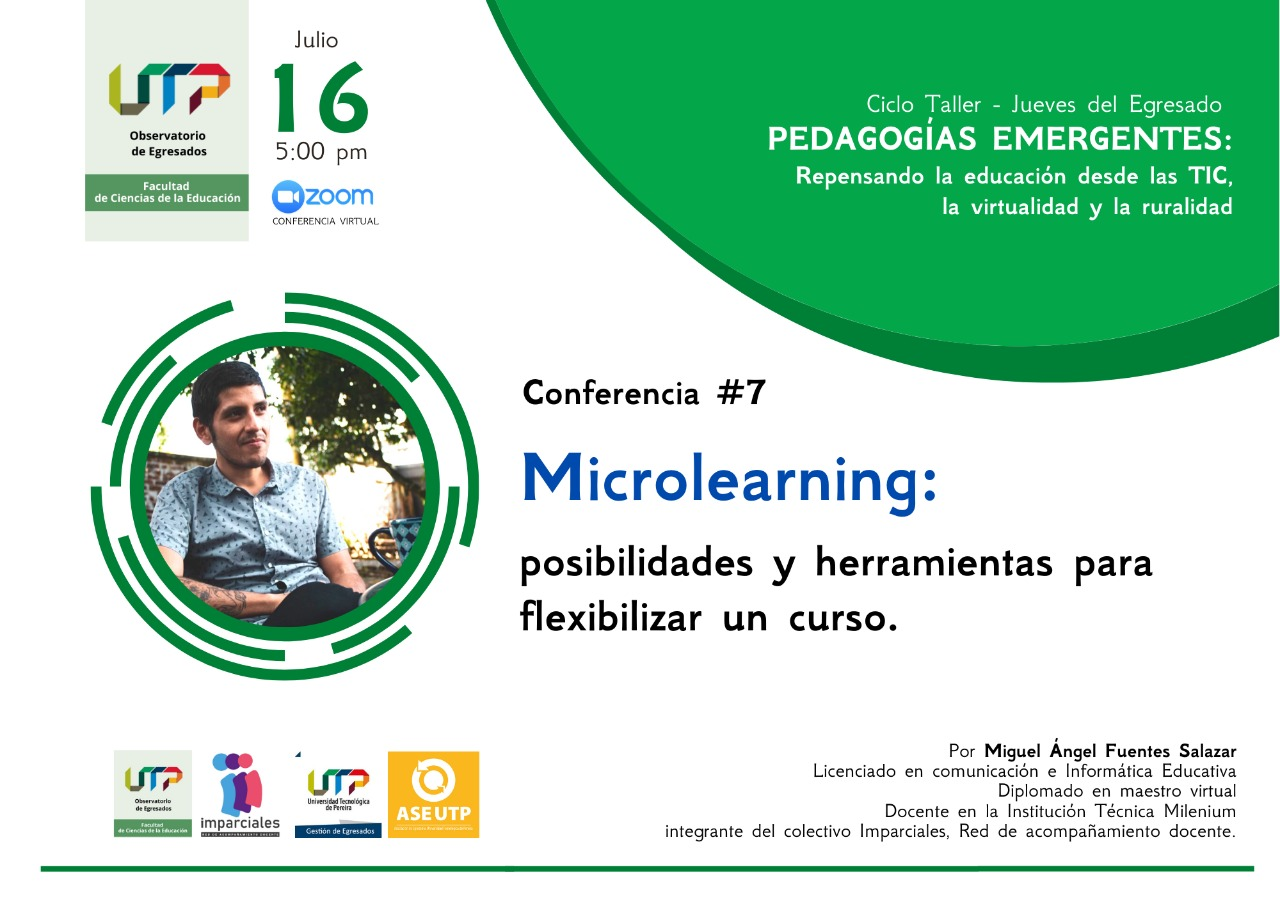 UTP
Observatorio
de Egresados
Facultad
de Ciencias de la Educación
Julio
16
5:00 pm
zoom
CONFERENCIA VIRTUAL
Ciclo Taller - Jueves del Egresado
PEDAGOGÍAS EMERGENTES:
Repensando la educación desde las TIC,
la virtualidad y la ruralidad
Conferencia #7
Microlearning:
posibilidades y herramientas para
flexibilizar un curso.
Por Miguel Ángel Fuentes Salazar
Licenciado en comunicación e Informática Educativa
Diplomado en maestro virtual
Docente en la Institución Técnica Milenium
integrante del colectivo Imparciales, Red de acompañamiento docente.
UTP
Observatorio
de Egresados
Facultad
de Ciencias de la Educación
imparciales
RED DE ACOMPAÑAMIENTO DOCENTE
UTP
Universidad Tecnológica
de Pereira
Gestión de Egresados
ASEUTP